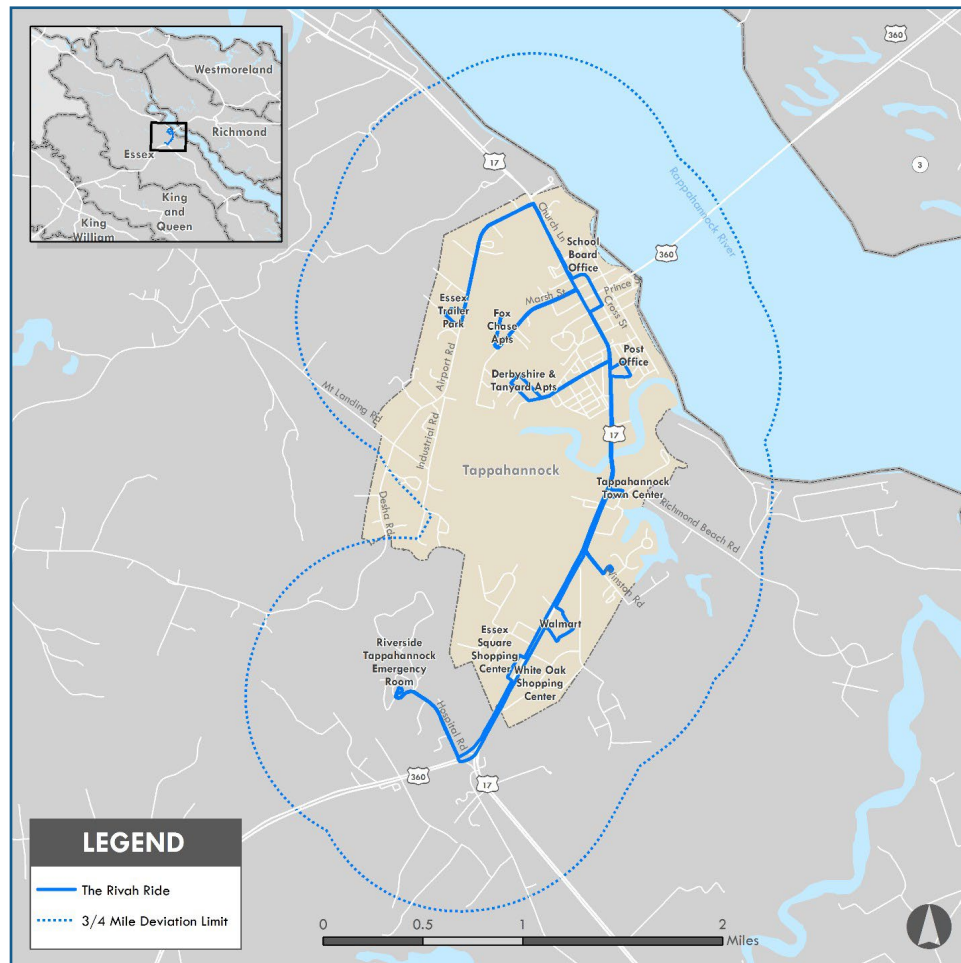 Westmoreland
Richmond
Essex
King
and
Queen
King
William
360
17
3
Rappahannock River
360
Church Ln
School
Board
Office
Prince
Cross St
Marsh St
Essex
Trailer
Park
Fox
Chase
Apts
Post
Office
Derbyshire &
Tanyard Apts
Airport Rd
Mt Landing Rd
17
Industrial Rd
Tappahannock
Tappahannock
Town Center
Richmond Beach Rd
Desha Rd
Winston Rd
Walmart
Essex
Square
Shopping
Center
White Oak
Shopping
Center
Riverside
Tappahannock
Emergency
Room
Hospital Rd
360
17
LEGEND
The Rivah Ride
3/4 Mile Deviation Limit
0 0.5 1 2
Miles